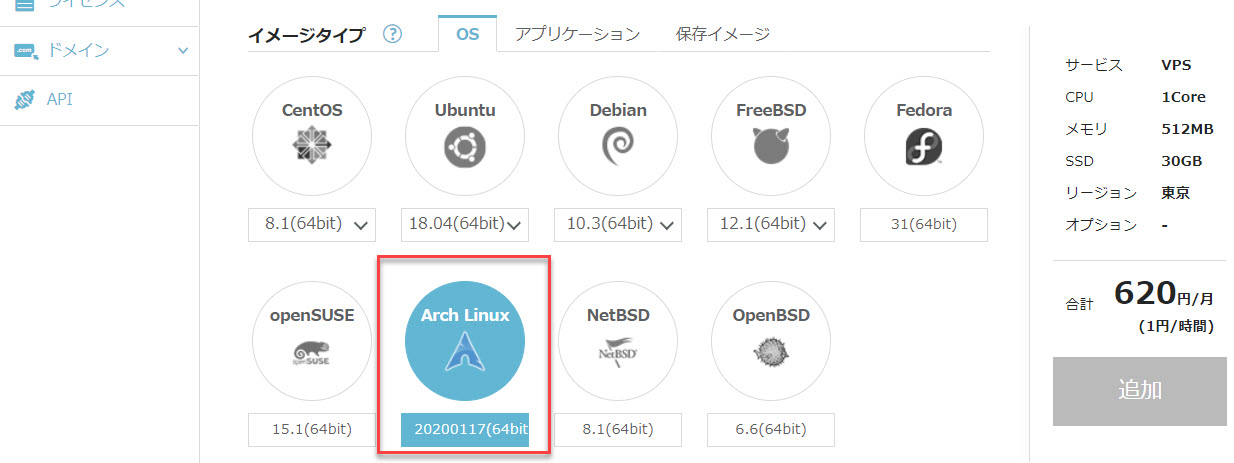 ライセンス
ドメイン
API
イメージタイプ ? OS アプリケーション 保存イメージ
CentOS
Ubuntu
Debian
FreeBSD
Fedora
8.1(64bit)
18.04(64bit)
10.3(64bit)
12.1(64bit)
31(64bit)
openSUSE
openSUSE
Arch Linux
NetBSD
NetBSD
OpenBSD
15.1(64bit)
20200117(64bit
8.1(64bit)
6.6(64bit)
サービス VPS
CPU 1Core
メモリ 512MB
SSD 30GB
リージョン 東京
オプション -
合計 620円/月
(1円/時間)
追加